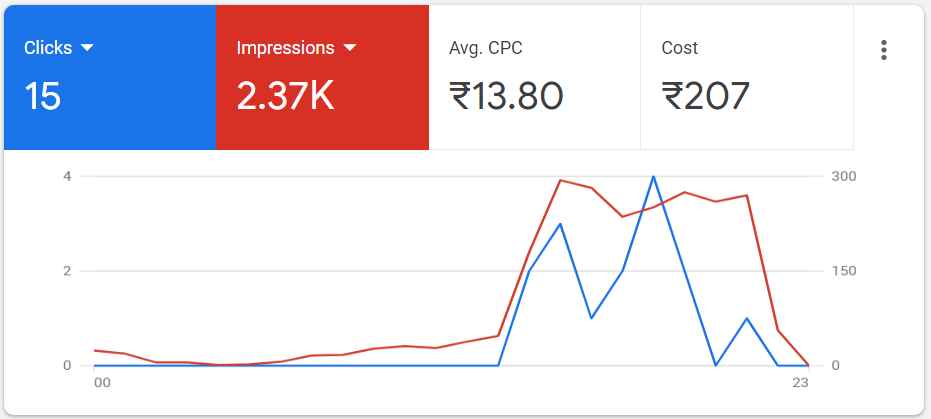 Clicks Impressions Avg. CPC Cost
15 2.37K ₹13.80 ₹207
4 300
2 150
0 0
00 23